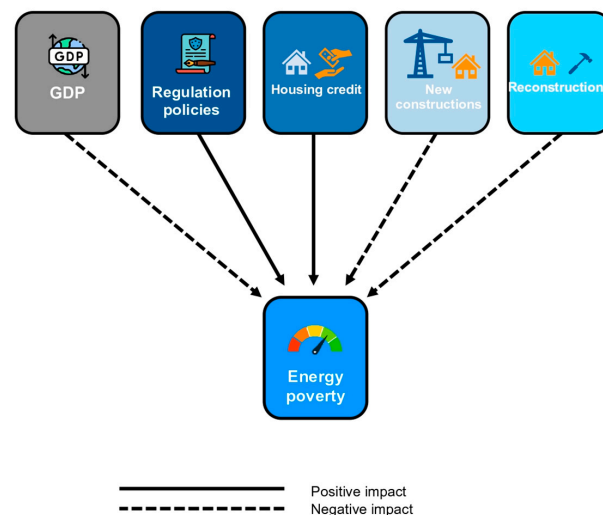 GDP
GDP
Regulation
policies
Housing credit
New
constructions
Reconstruction
Energy
poverty
Positive impact
Negative impact